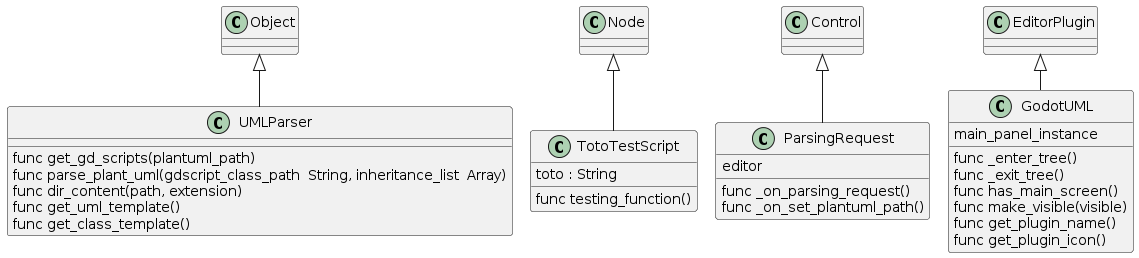 C Object
C UMLParser
func get_gd_scripts(plantuml_path)
func parse_plant_uml(gdscript_class_path  String, inheritance_list  Array)
func dir_content(path, extension)
func get_uml_template()
func get_class_template()
C Node
C TotoTestScript
toto : String
func testing_function()
C Control
C ParsingRequest
editor
func _on_parsing_request()
func _on_set_plantuml_path()
C EditorPlugin
C GodotUML
main_panel_instance
func _enter_tree()
func _exit_tree()
func has_main_screen()
func make_visible(visible)
func get_plugin_name()
func get_plugin_icon()